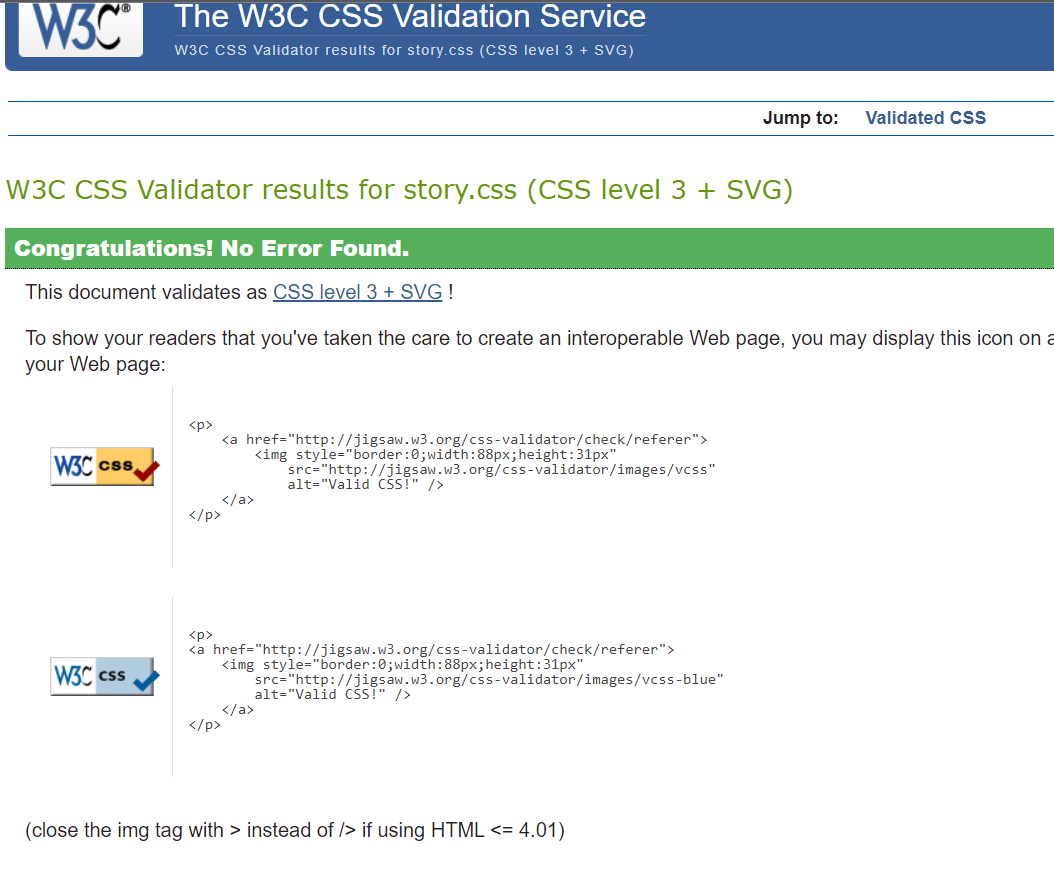 W3C®
The W3C CSS Validation Service
W3C CSS Validator results for story.css (CSS level 3 + SVG)
Jump to: Validated CSS
W3C CSS Validator results for story.css (CSS level 3 + SVG)
Congratulations! No Error Found.
This document validates as CSS level 3 + SVG !
To show your readers that you've taken the care to create an interoperable Web page, you may display this icon on a
your Web page:
W3C css
<p>
    <a href="http://jigsaw.w3.org/css-validator/check/referer">
        <img style="border:0;width:88px;height:31px"
            src="http://jigsaw.w3.org/css-validator/images/vcss"
            alt="Valid CSS!" />
    </a>
</p>
W3C css
<p>
<a href="http://jigsaw.w3.org/css-validator/check/referer">
    <img style="border:0;width:88px;height:31px"
        src="http://jigsaw.w3.org/css-validator/images/vcss-blue"
        alt="Valid CSS!" />
    </a>
</p>
(close the img tag with > instead of /> if using HTML <= 4.01)